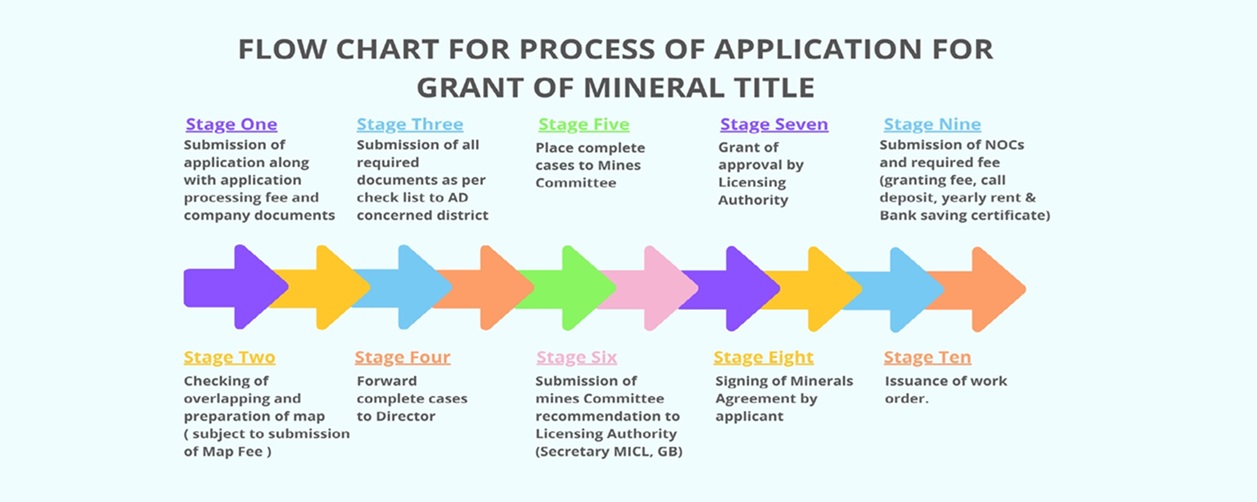 FLOW CHART FOR PROCESS OF APPLICATION FOR
GRANT OF MINERAL TITLE
Stage One
Submission of
application along
with application
processing fee and
company documents
Stage Two
Checking of
overlapping and
preparation of map
( subject to submission
of Map Fee )
Stage Three
Submission of all
required
documents as per
check list to AD
concerned district
Stage Four
Forward
complete cases
to Director
Stage Five
Place complete
cases to Mines
Committee
Stage Six
Submission of
mines Committee
recommendation to
Licensing Authority
(Secretary MICL, GB)
Stage Seven
Grant of
approval by
Licensing
Authority
Stage Eight
Signing of Minerals
Agreement by
applicant
Stage Nine
Submission of NOCs
and required fee
(granting fee, call
deposit, yearly rent &
Bank saving certificate)
Stage Ten
Issuance of work
order.